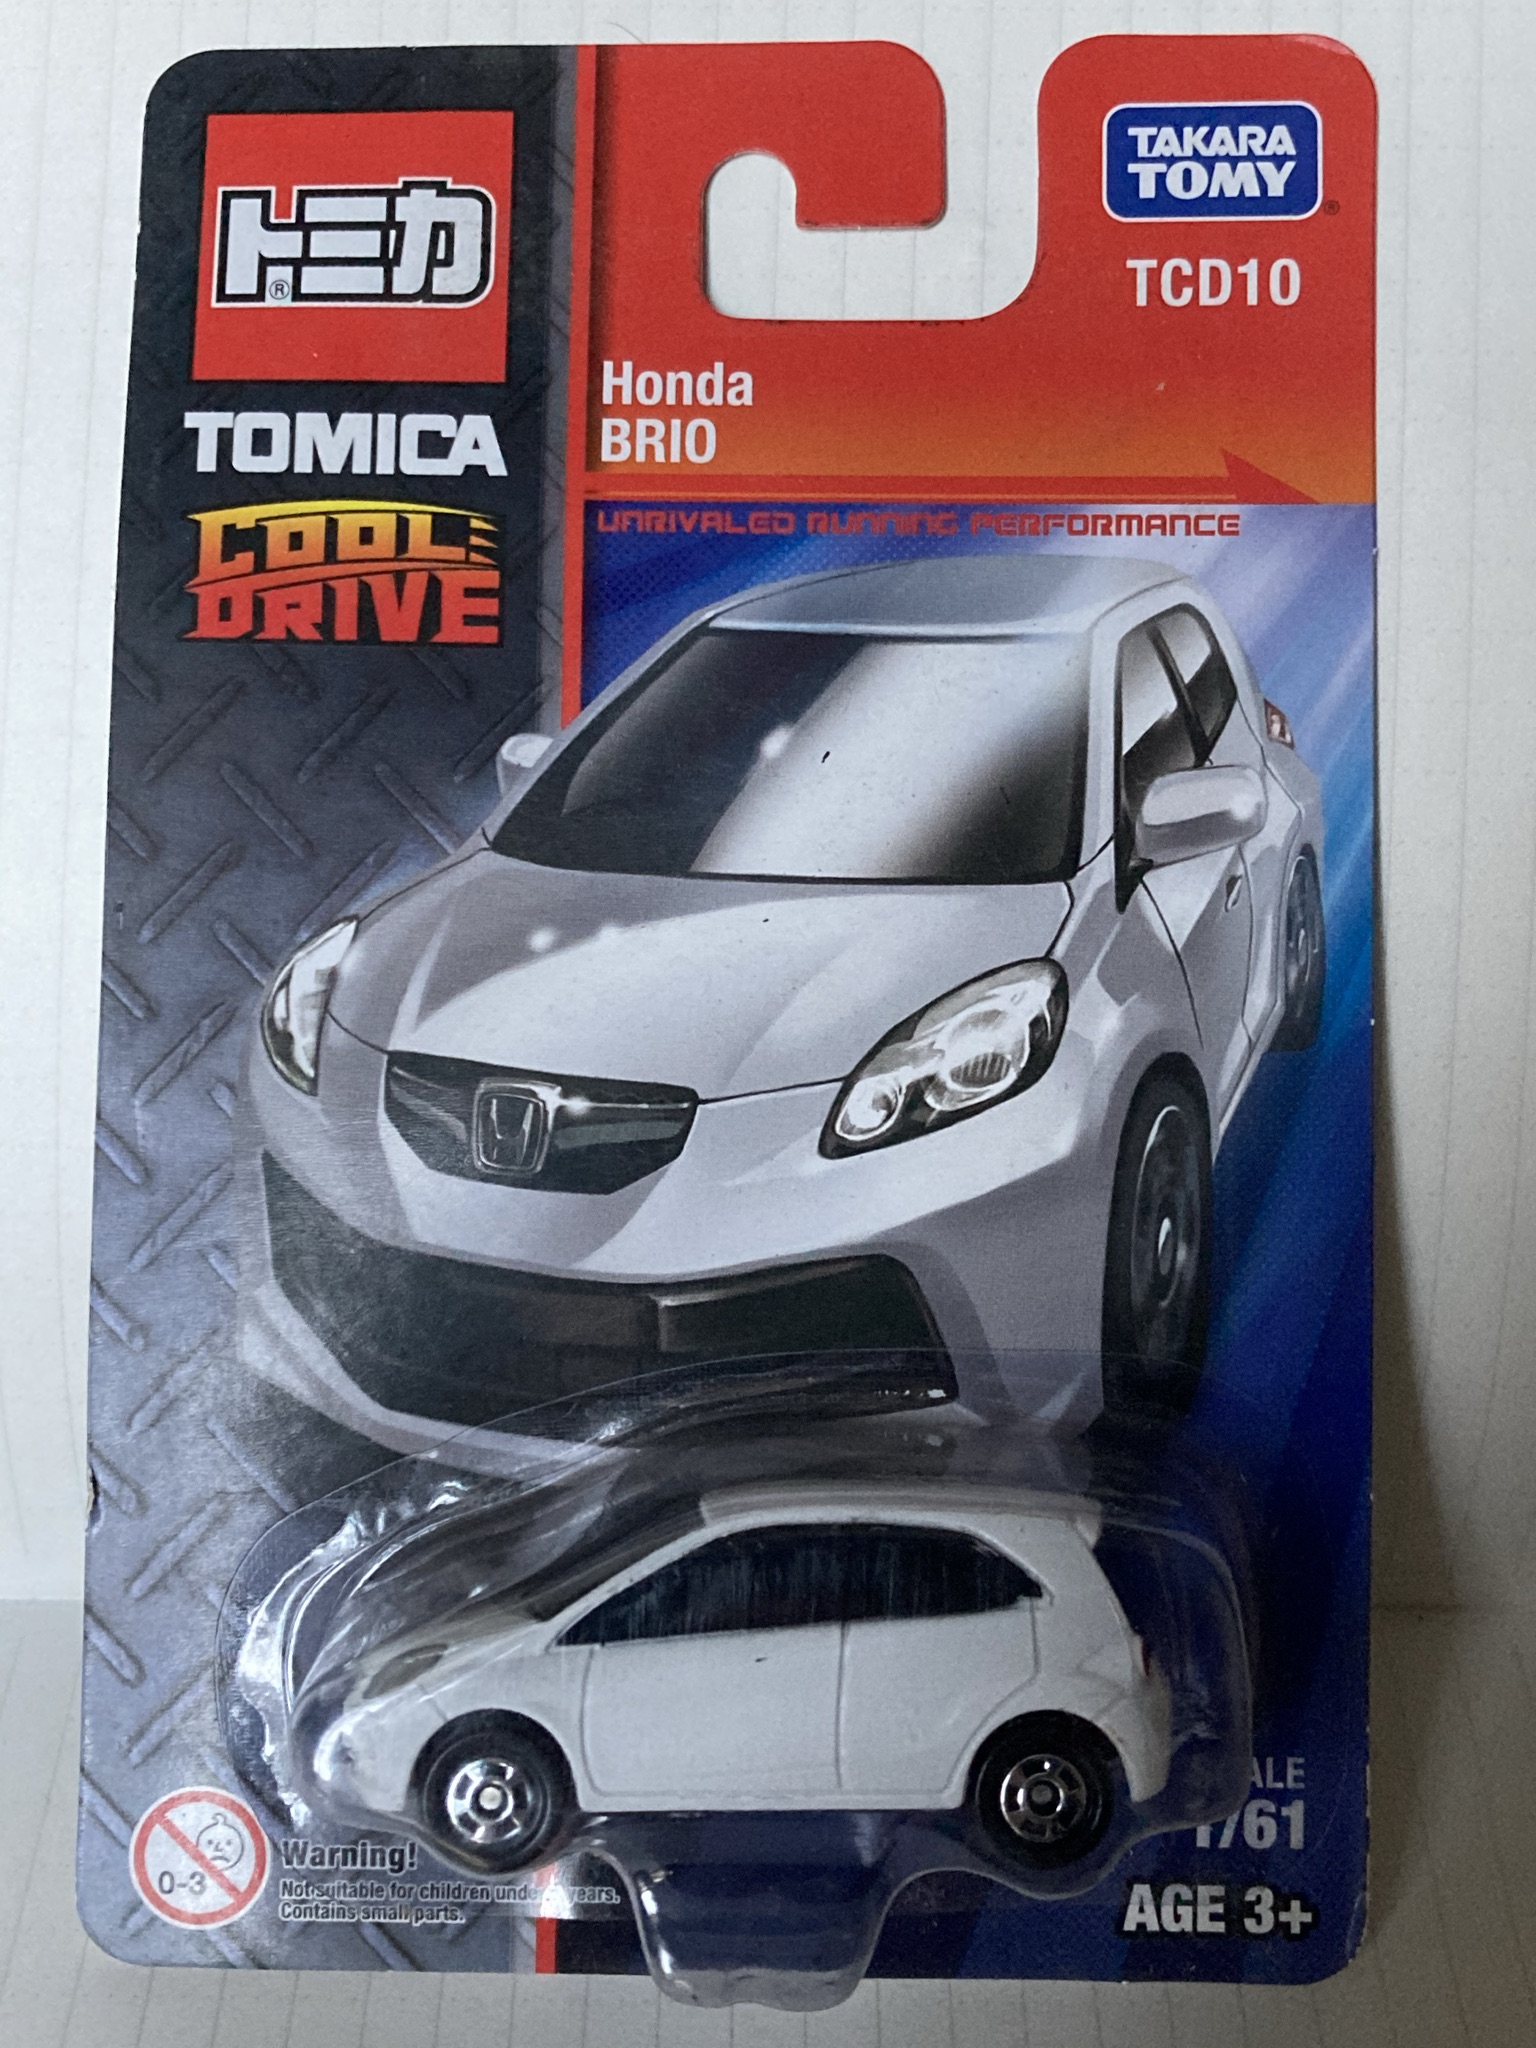 トミカ
®
TOMICA
COOL
DRIVE
TAKARA
TOMY
®
TCD10
Honda
BRIO
UNRIVALED RUNNING PERFORMANCE
SCALE
1/61
AGE 3+
0-3
Warning!
Not suitable for children under years.
Contains small parts.